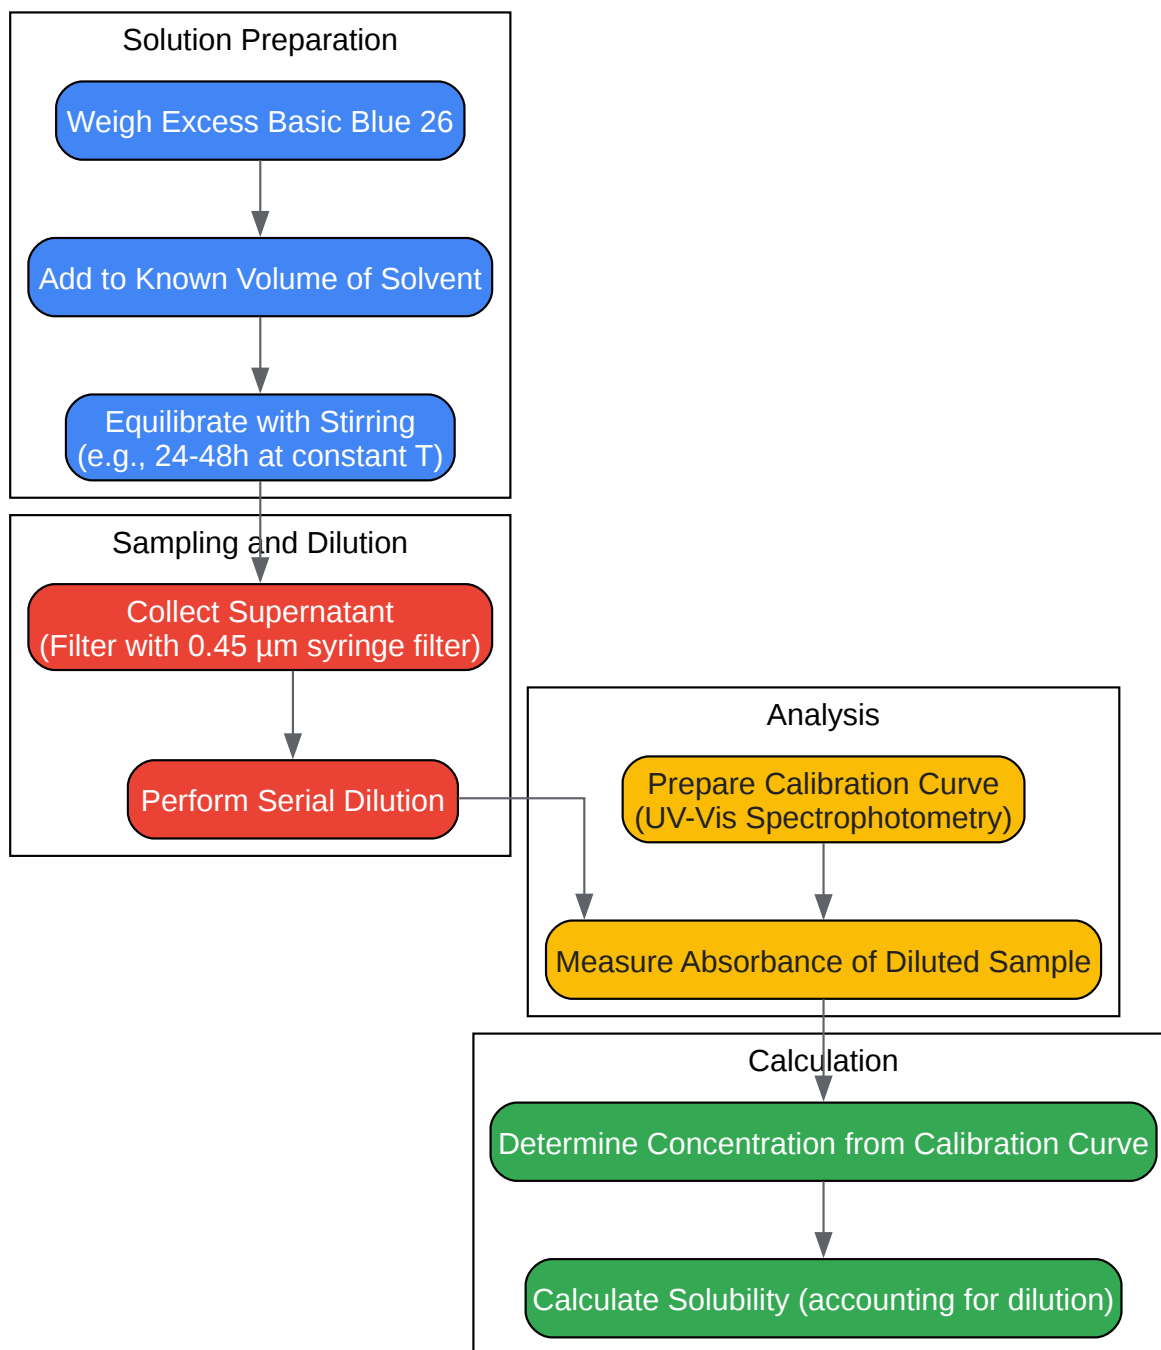 Solution Preparation
Weigh Excess Basic Blue 26
Add to Known Volume of Solvent
Equilibrate with Stirring
(e.g., 24-48h at constant T)
Sampling and Dilution
Collect Supernatant
(Filter with 0.45 µm syringe filter)
Perform Serial Dilution
Analysis
Prepare Calibration Curve
(UV-Vis Spectrophotometry)
Measure Absorbance of Diluted Sample
Calculation
Determine Concentration from Calibration Curve
Calculate Solubility (accounting for dilution)